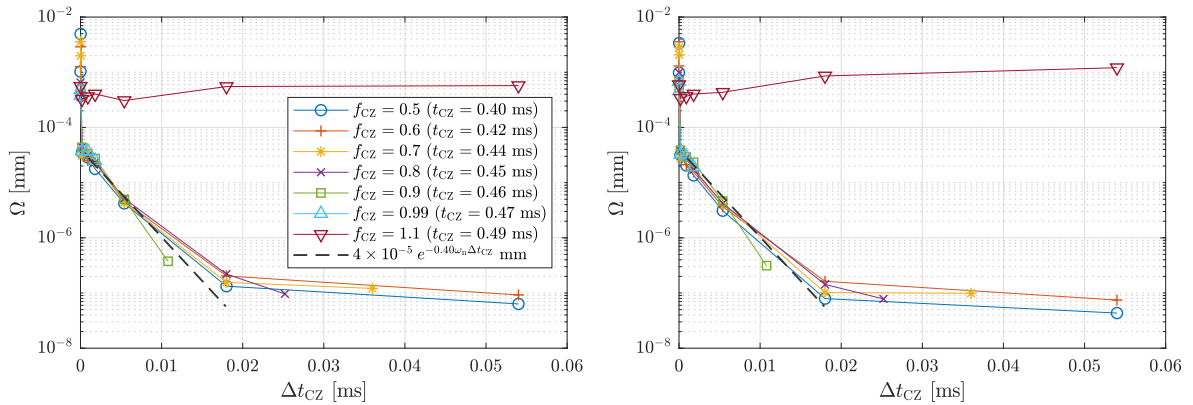 10⁻²
10⁻⁴
10⁻⁶
10⁻⁸
Ω [mm]
0
0.01
0.02
0.03
0.04
0.05
0.06
Δt_CZ [ms]
f_CZ = 0.5 (t_CZ = 0.40 ms)
f_CZ = 0.6 (t_CZ = 0.42 ms)
f_CZ = 0.7 (t_CZ = 0.44 ms)
f_CZ = 0.8 (t_CZ = 0.45 ms)
f_CZ = 0.9 (t_CZ = 0.46 ms)
f_CZ = 0.99 (t_CZ = 0.47 ms)
f_CZ = 1.1 (t_CZ = 0.49 ms)
4 × 10⁻⁵ e^{−0.40ω_nΔt_CZ} mm
10⁻²
10⁻⁴
10⁻⁶
10⁻⁸
Ω [mm]
0
0.01
0.02
0.03
0.04
0.05
0.06
Δt_CZ [ms]